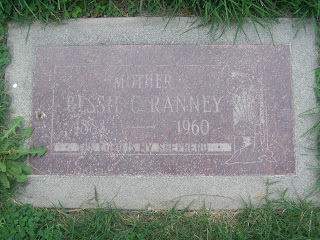 MOTHER
BESSIE C. RANNEY
— 1960
THE LORD IS MY SHEPHERD